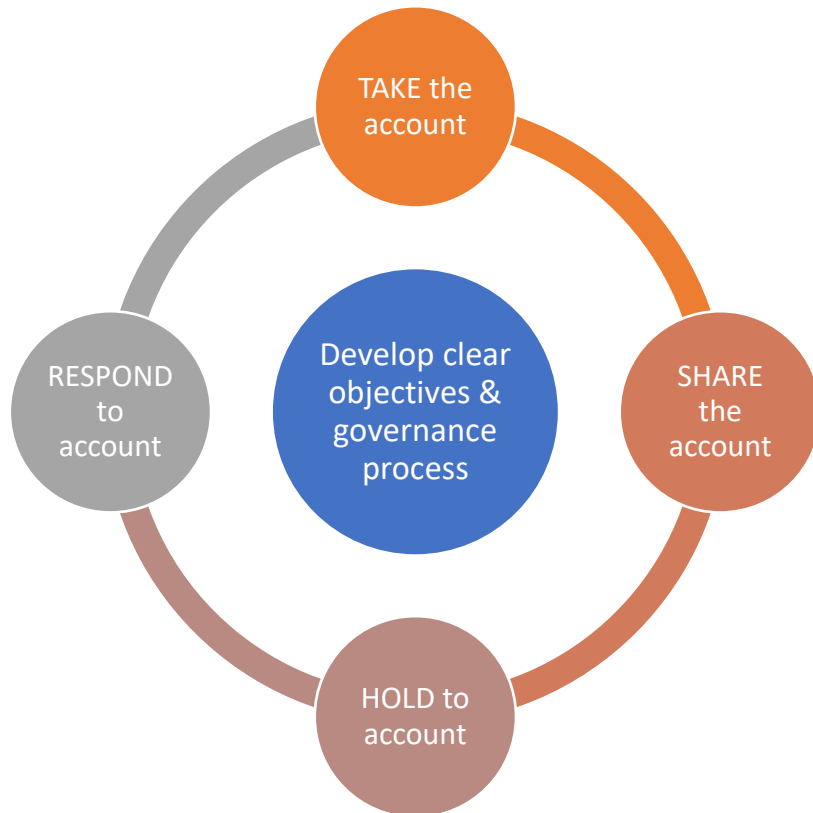 TAKE the
account
Develop clear
objectives &
governance
process
RESPOND
to
account
SHARE
the
account
HOLD to
account